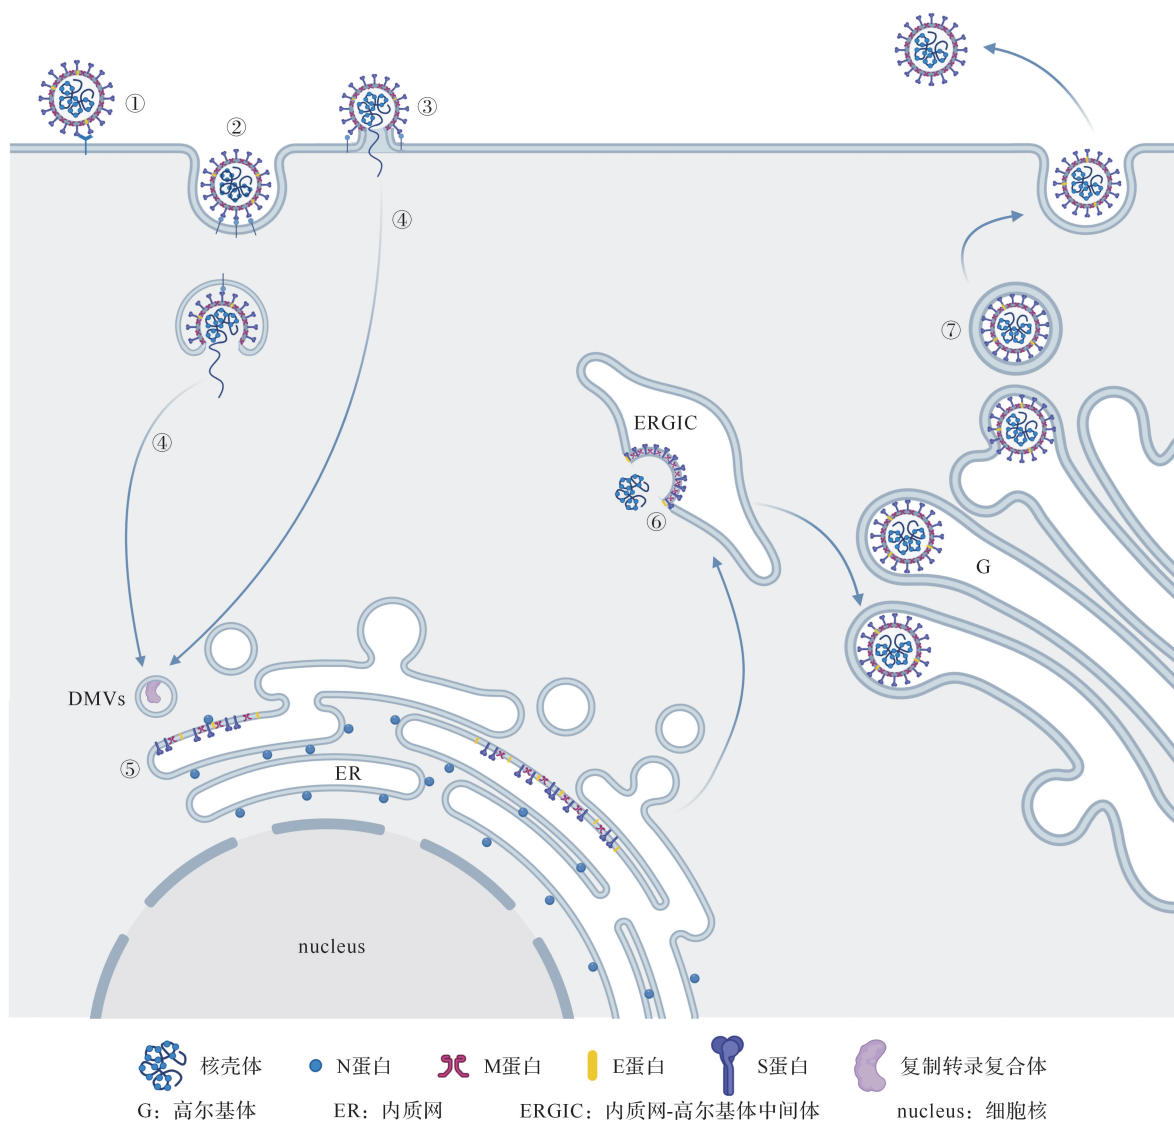 ①
②
③
④
④
⑦
ERGIC
⑥
G
DMVs
⑤
ER
nucleus
核壳体 N蛋白 M蛋白 E蛋白 S蛋白 复制转录复合体
G：高尔基体 ER：内质网 ERGIC：内质网-高尔基体中间体 nucleus：细胞核